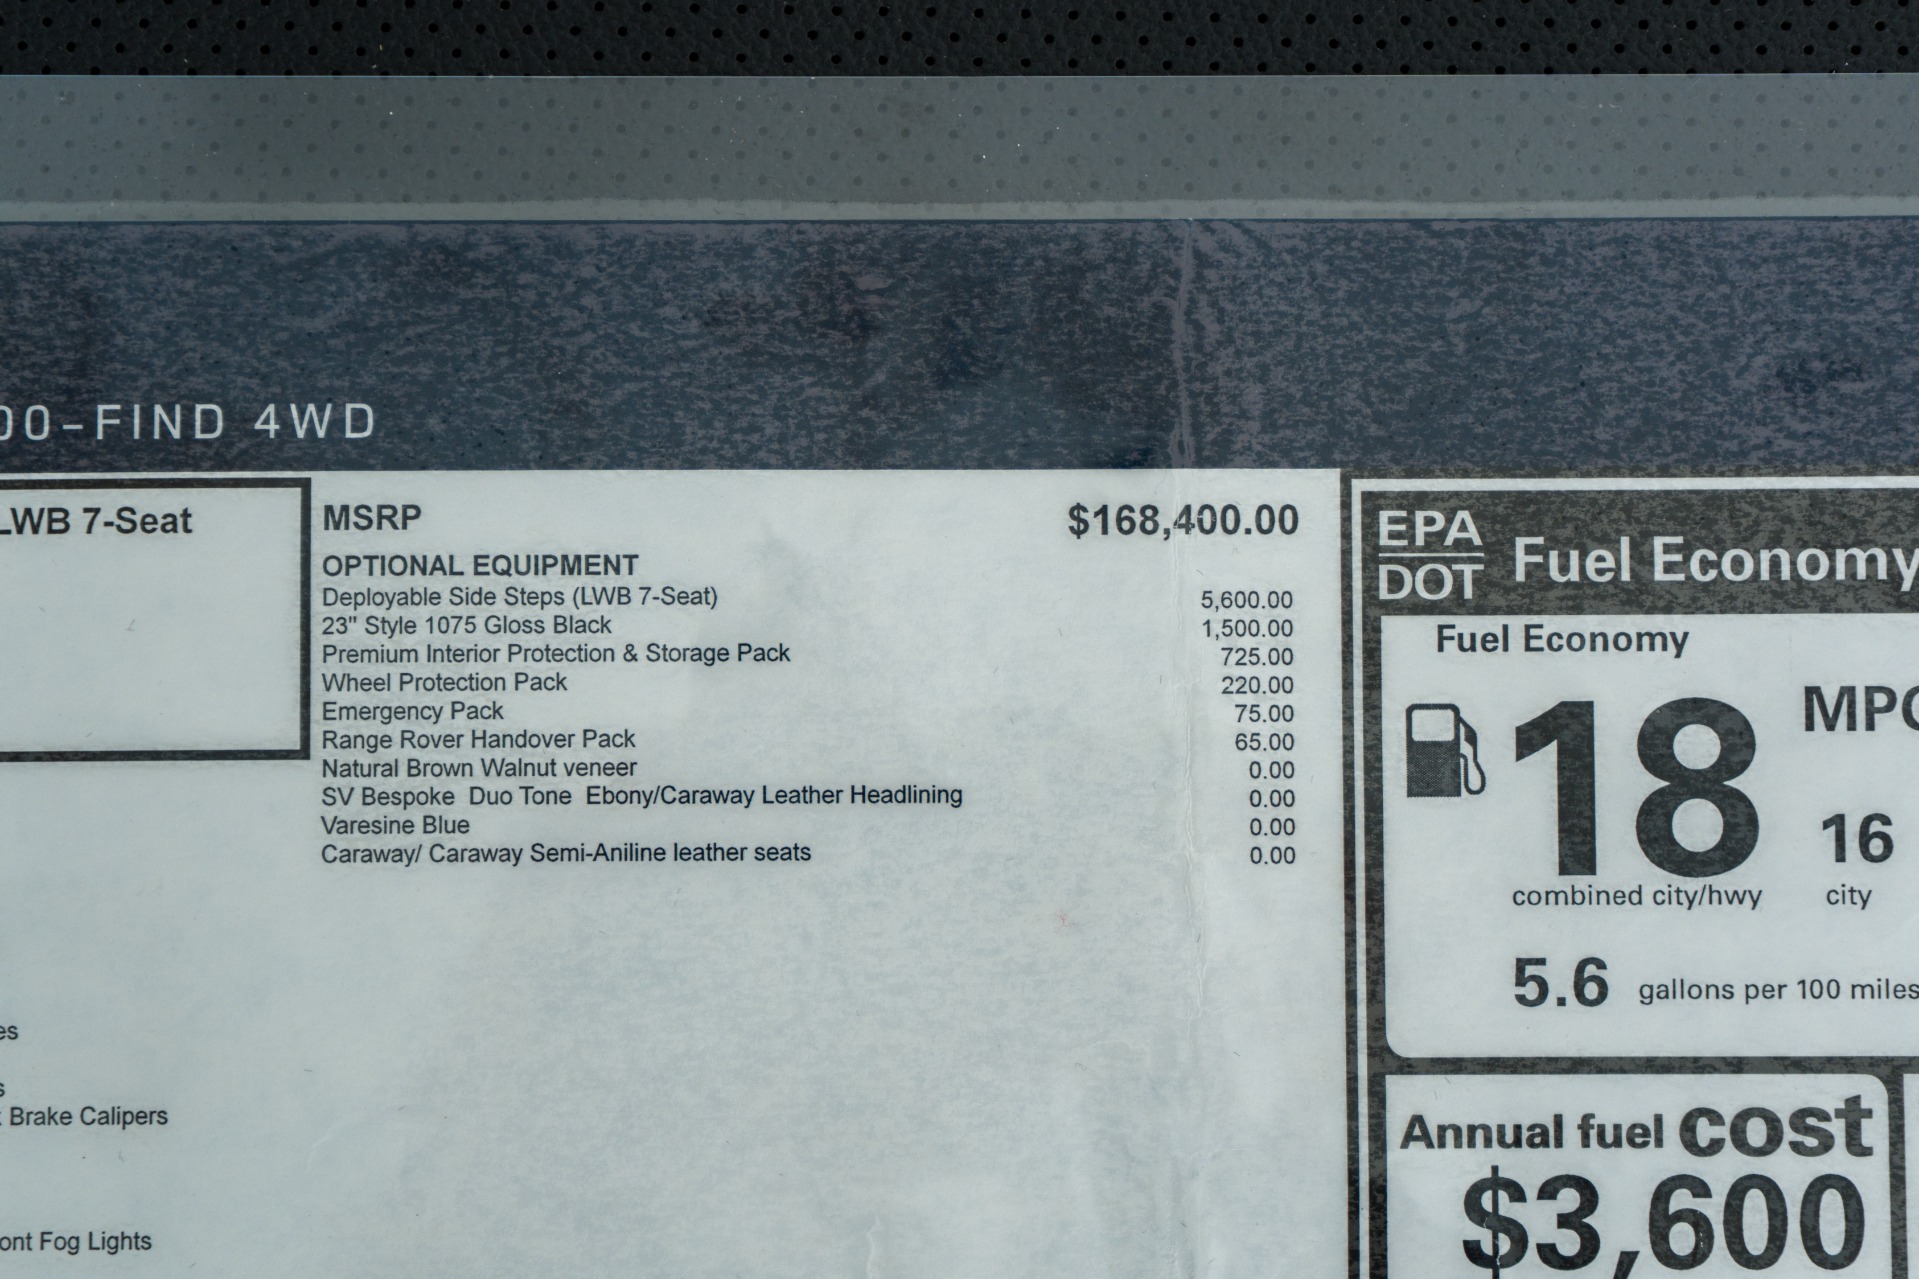 00-FIND 4WD
LWB 7-Seat
MSRP $168,400.00
OPTIONAL EQUIPMENT
Deployable Side Steps (LWB 7-Seat) 5,600.00
23" Style 1075 Gloss Black 1,500.00
Premium Interior Protection & Storage Pack 725.00
Wheel Protection Pack 220.00
Emergency Pack 75.00
Range Rover Handover Pack 65.00
Natural Brown Walnut veneer 0.00
SV Bespoke Duo Tone Ebony/Caraway Leather Headlining 0.00
Varesine Blue 0.00
Caraway/ Caraway Semi-Aniline leather seats 0.00
Brake Calipers
Fog Lights
EPA
DOT
Fuel Economy
Fuel Economy
18
MPG
16
combined city/hwy
city
5.6 gallons per 100 miles
Annual fuel cost
$3,600